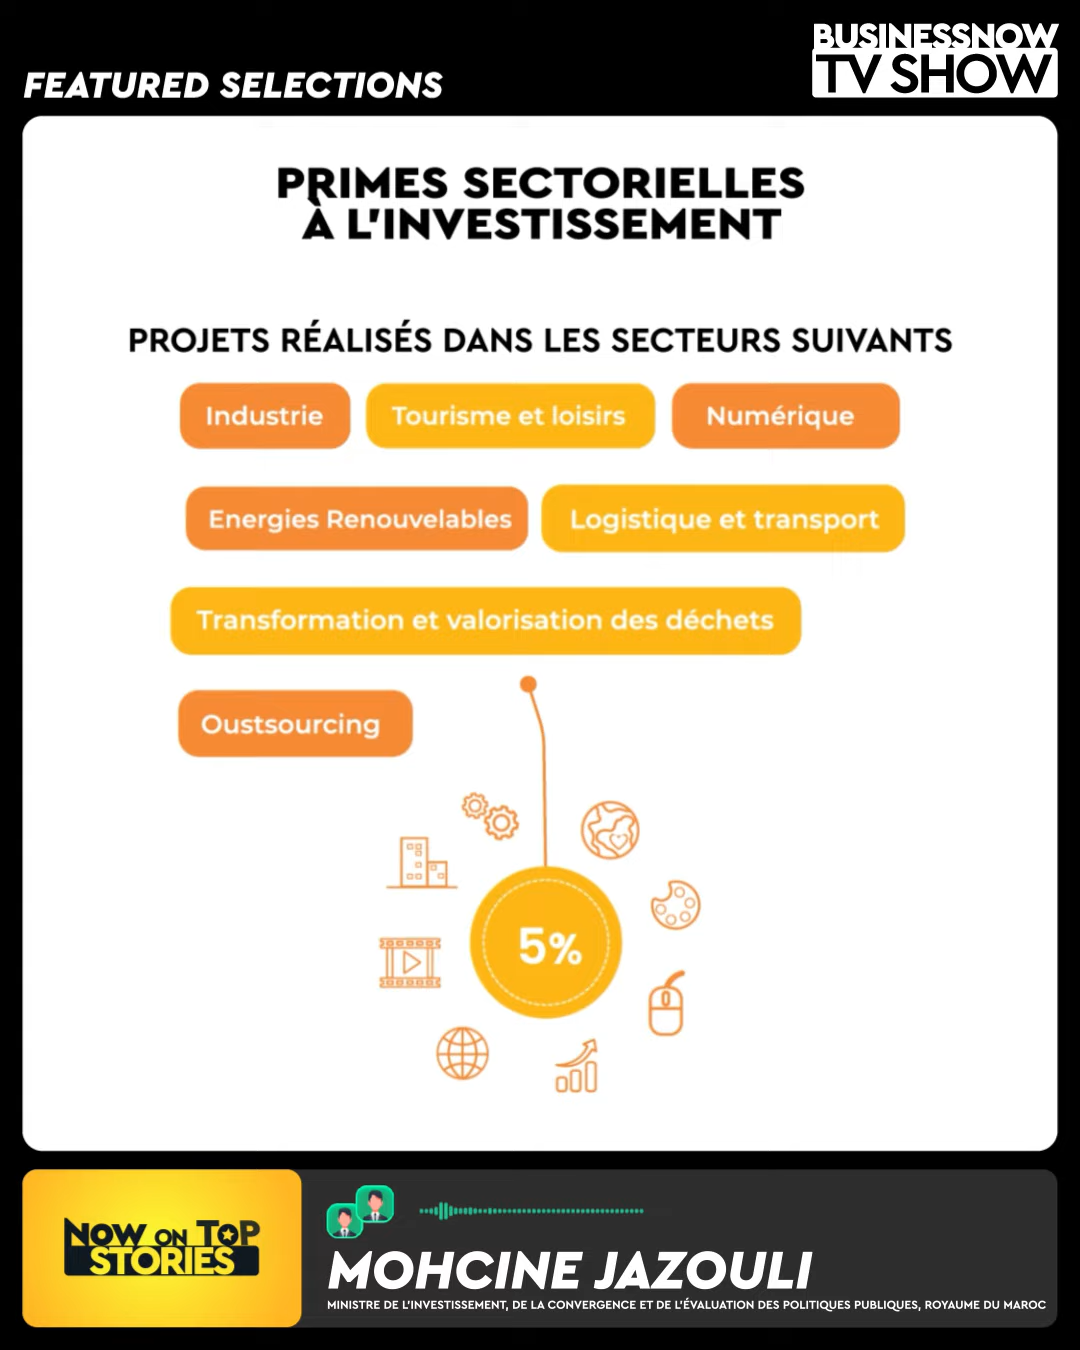 FEATURED SELECTIONS
BUSINESSNOW
TV SHOW
PRIMES SECTORIELLES
À L'INVESTISSEMENT
PROJETS RÉALISÉS DANS LES SECTEURS SUIVANTS
Industrie
Tourisme et loisirs
Numérique
Energies Renouvelables
Logistique et transport
Transformation et valorisation des déchets
Oustsourcing
5%
NOW ON TOP
STORIES
MOHCINE JAZOULI
MINISTRE DE L'INVESTISSEMENT, DE LA CONVERGENCE ET DE L'ÉVALUATION DES POLITIQUES PUBLIQUES, ROYAUME DU MAROC